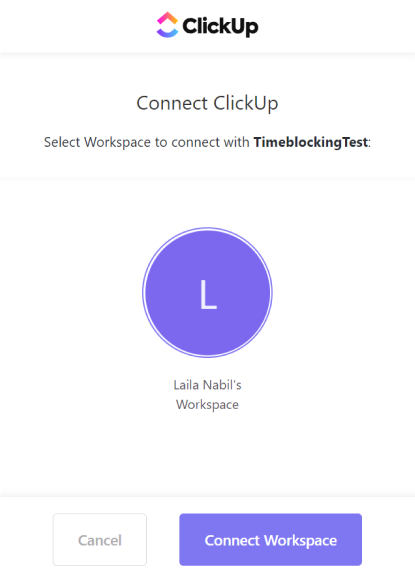 ClickUp
Connect ClickUp
Select Workspace to connect with TimeblockingTest:
L
Laila Nabil's
Workspace
Cancel
Connect Workspace